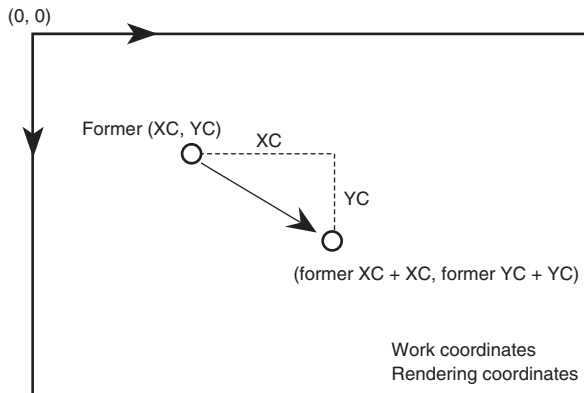 (0, 0)
Former (XC, YC)
XC
YC
(former XC + XC, former YC + YC)
Work coordinates
Rendering coordinates